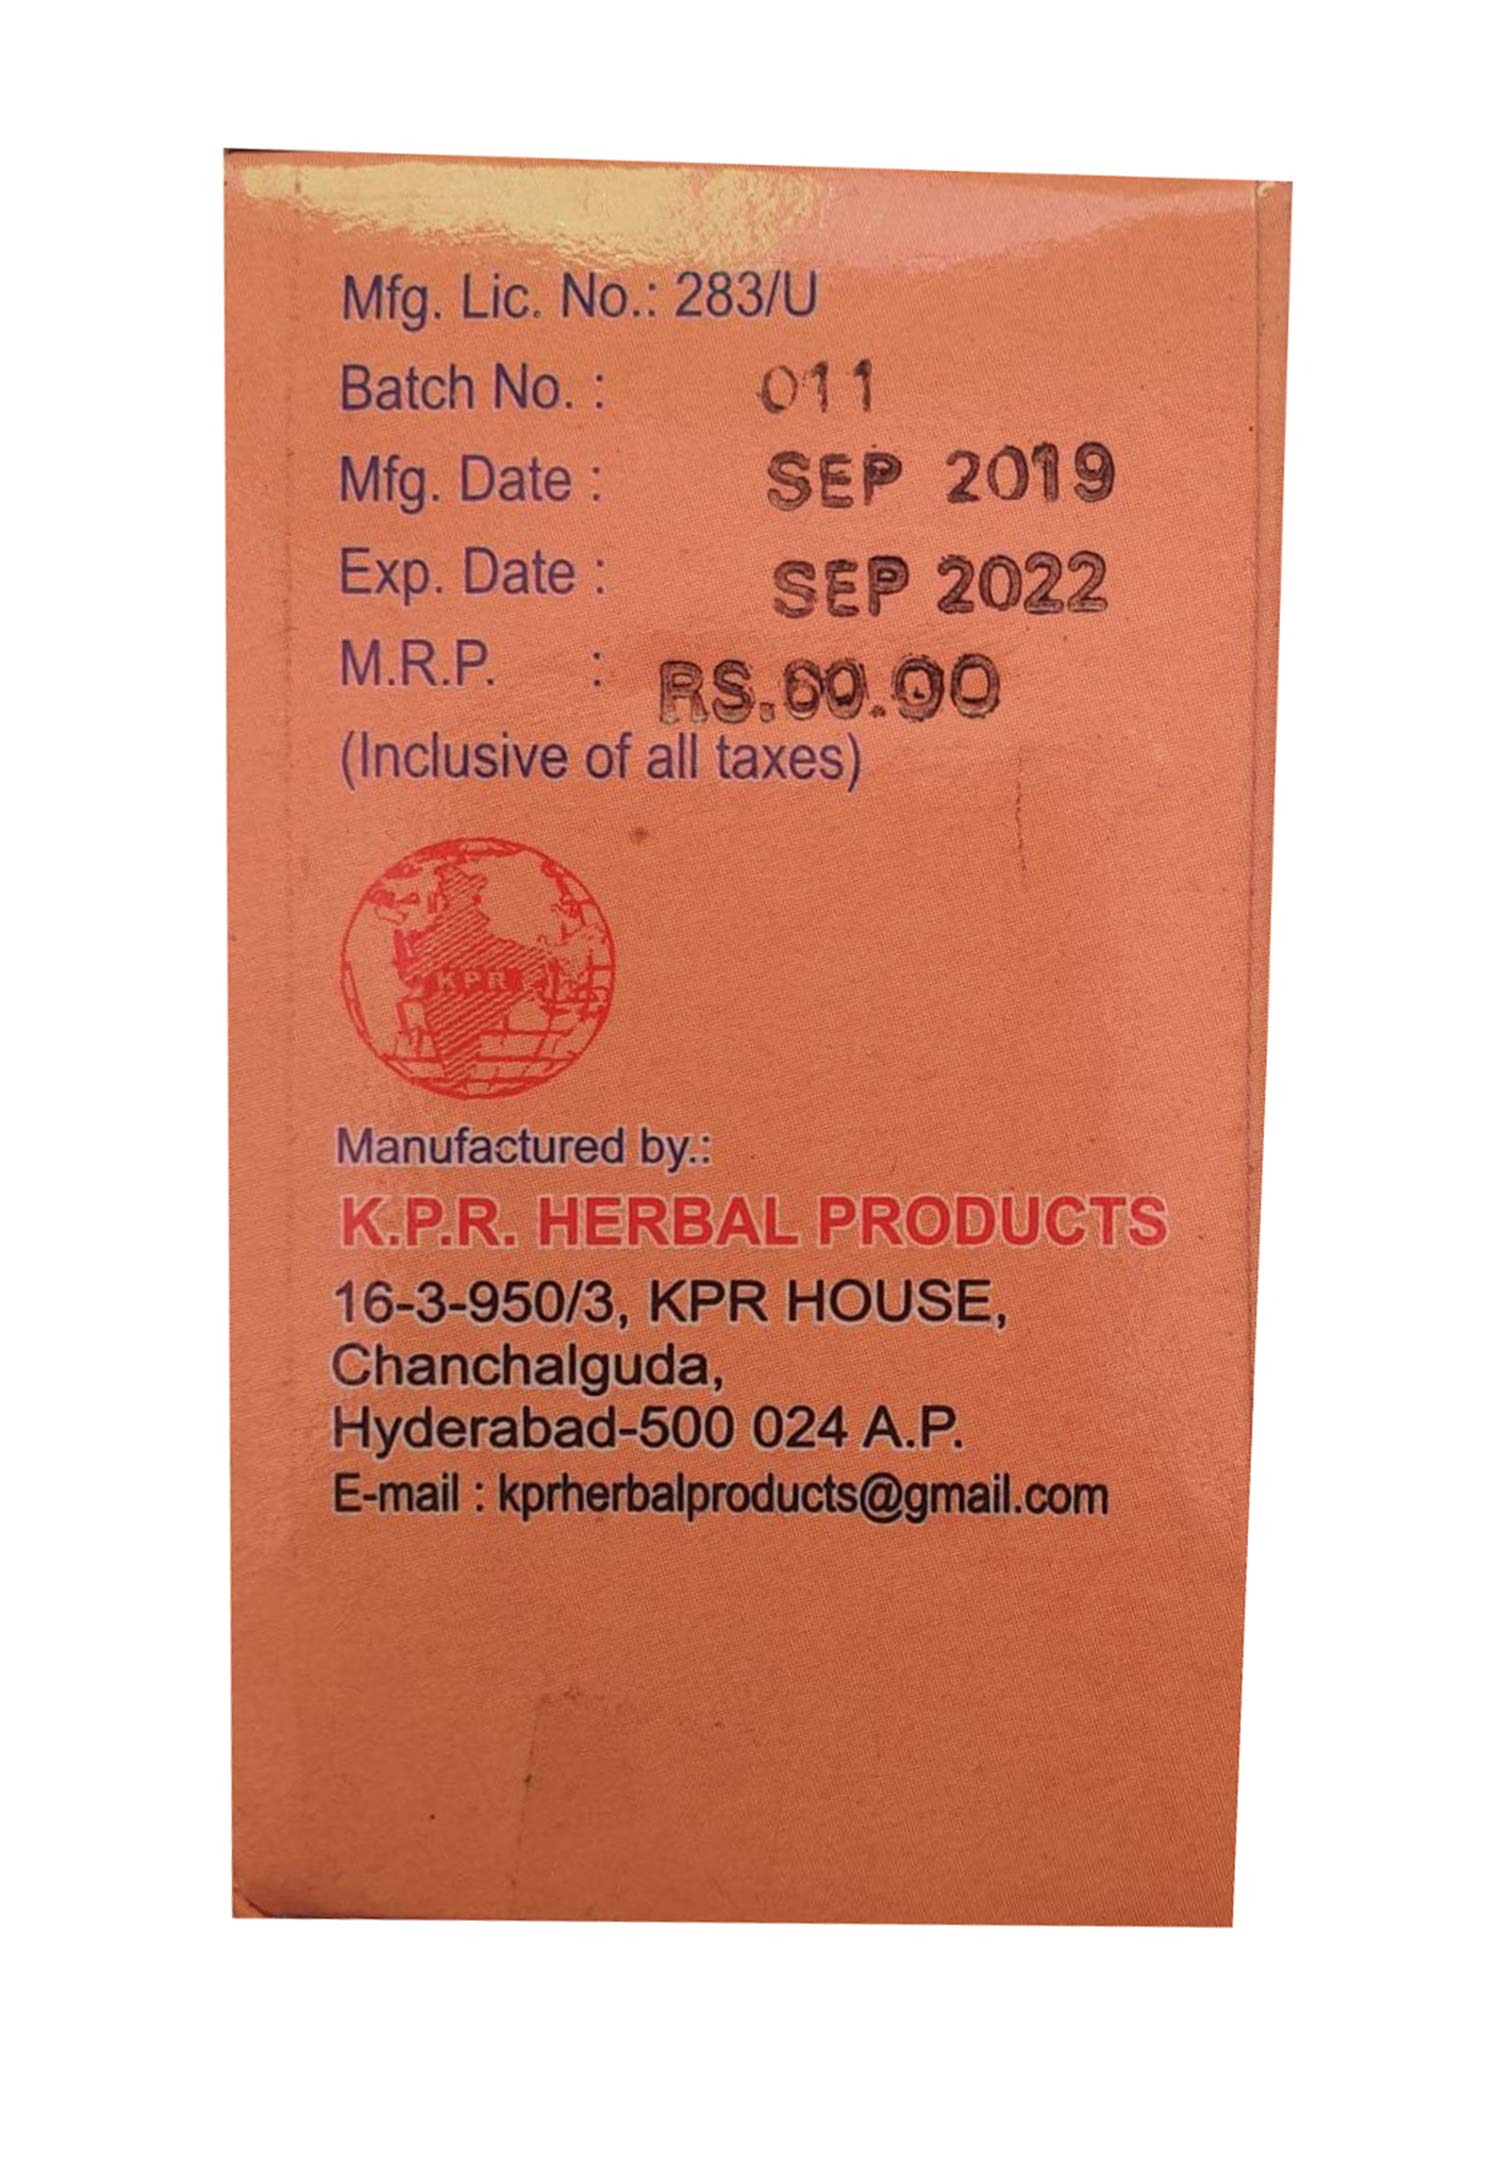 Mfg. Lic. No.: 283/U
Batch No. : 011
Mfg. Date : SEP 2019
Exp. Date : SEP 2022
M.R.P. : RS.60.00
(Inclusive of all taxes)
KPR
Manufactured by.:
K.P.R. HERBAL PRODUCTS
16-3-950/3, KPR HOUSE,
Chanchalguda,
Hyderabad-500 024 A.P.
E-mail : kprherbalproducts@gmail.com